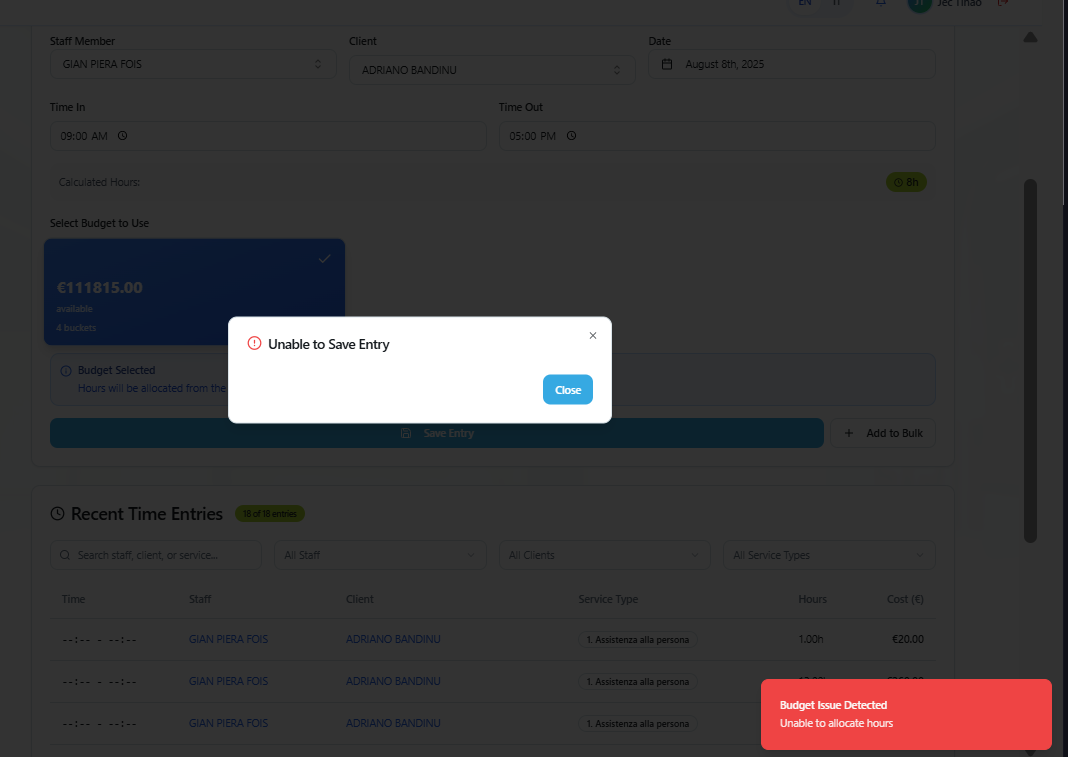 EN IT JT Jec Tinao
Staff Member
Client
Date
GIAN PIERA FOIS
ADRIANO BANDINU
August 8th, 2025
Time In
Time Out
09:00 AM
05:00 PM
Calculated Hours:
8h
Select Budget to Use
€111815.00
available
4 buckets
Unable to Save Entry
Close
Budget Selected
Hours will be allocated from the
Save Entry
Add to Bulk
Recent Time Entries
18 of 18 entries
Search staff, client, or service...
All Staff
All Clients
All Service Types
Time Staff Client Service Type Hours Cost (€)
--:-- - --:-- GIAN PIERA FOIS ADRIANO BANDINU 1. Assistenza alla persona 1.00h €20.00
--:-- - --:-- GIAN PIERA FOIS ADRIANO BANDINU 1. Assistenza alla persona
--:-- - --:-- GIAN PIERA FOIS ADRIANO BANDINU 1. Assistenza alla persona
Budget Issue Detected
Unable to allocate hours